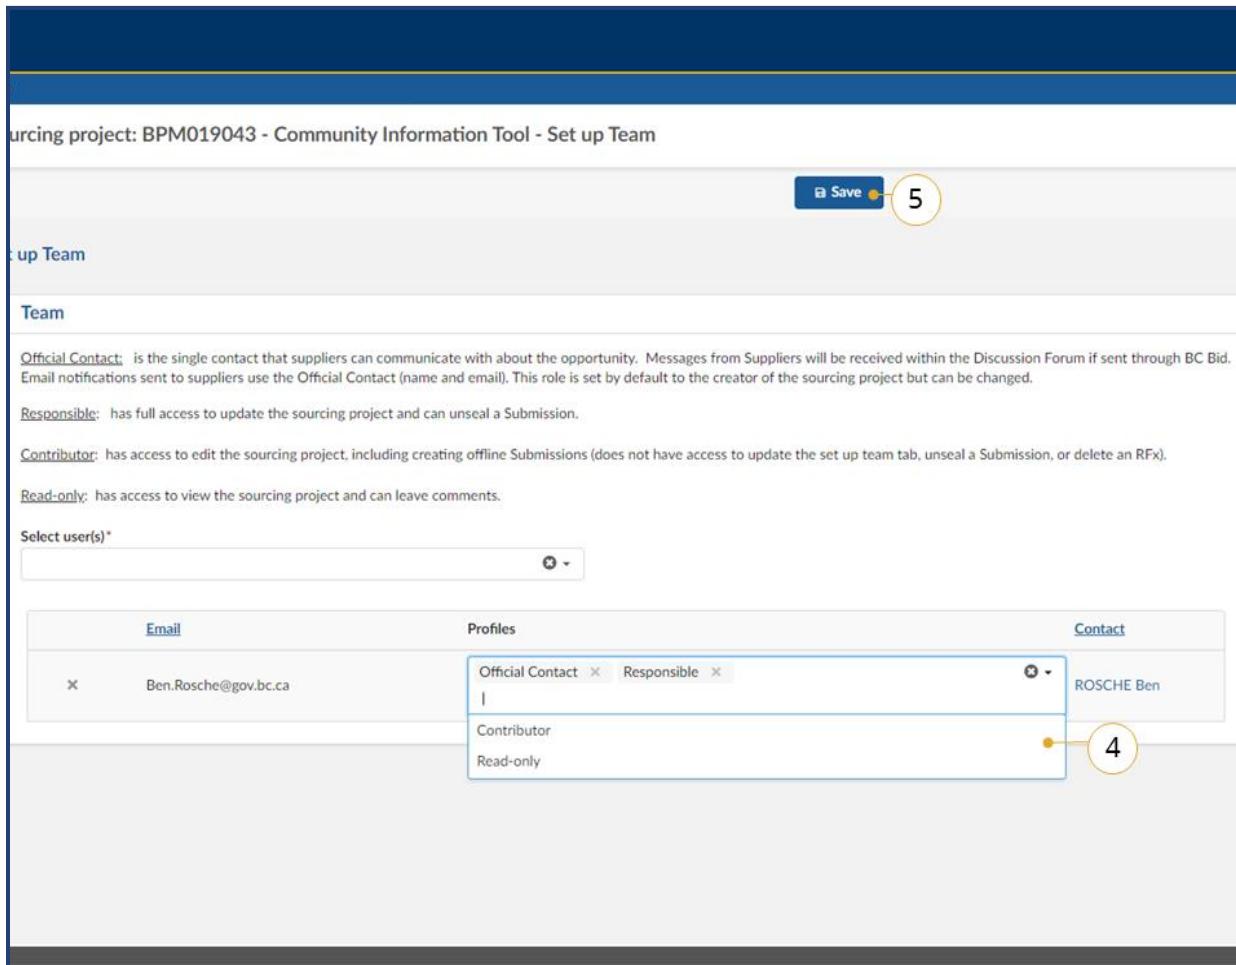 urcing project: BPM019043 - Community Information Tool - Set up Team
Save
5
up Team
Team
Official Contact: is the single contact that suppliers can communicate with about the opportunity. Messages from Suppliers will be received within the Discussion Forum if sent through BC Bid.
Email notifications sent to suppliers use the Official Contact (name and email). This role is set by default to the creator of the sourcing project but can be changed.
Responsible: has full access to update the sourcing project and can unseal a Submission.
Contributor: has access to edit the sourcing project, including creating offline Submissions (does not have access to update the set up team tab, unseal a Submission, or delete an RFx).
Read-only: has access to view the sourcing project and can leave comments.
Select user(s)*
Email Profiles Contact
Ben.Rosche@gov.bc.ca Official Contact Responsible ROSCHE Ben
Contributor
4
Read-only